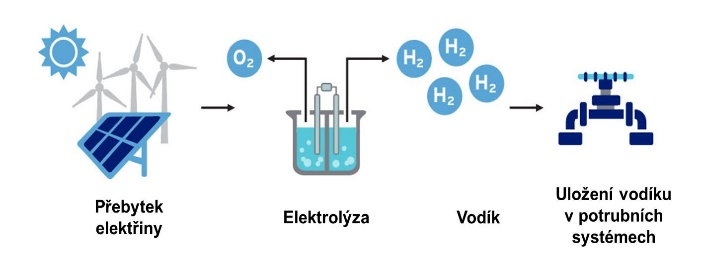 O₂
H₂
H₂
H₂
H₂
Přebytek
elektřiny
Elektrolýza
Vodík
Uložení vodíku
v potrubních
systémech